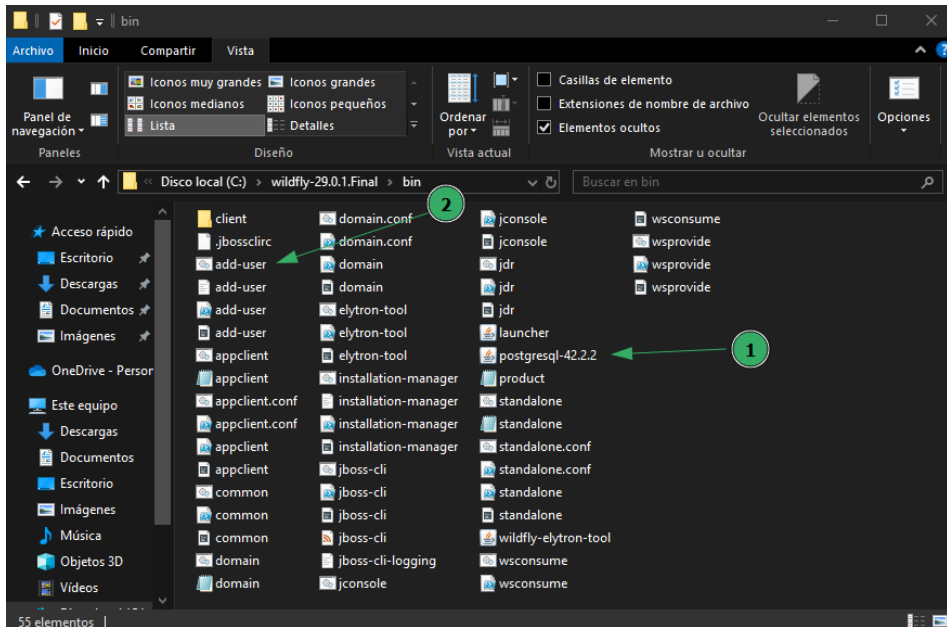 bin
Archivo Inicio Compartir Vista
Panel de navegación
Iconos muy grandes Iconos grandes
Iconos medianos Iconos pequeños
Lista Detalles
Ordenar por
Casillas de elemento
Extensiones de nombre de archivo
Elementos ocultos
Ocultar elementos seleccionados
Opciones
Paneles Diseño Vista actual Mostrar u ocultar
« Disco local (C:) > wildfly-29.0.1.Final > bin
Buscar en bin
Acceso rápido
Escritorio
Descargas
Documentos
Imágenes
OneDrive - Person
Este equipo
Descargas
Documentos
Escritorio
Imágenes
Música
Objetos 3D
Vídeos
client
.jbossclirc
add-user
add-user
add-user
add-user
appclient
appclient
appclient.conf
appclient.conf
appclient
appclient
common
common
common
domain
domain
domain.conf
domain.conf
domain
domain
elytron-tool
elytron-tool
elytron-tool
installation-manager
installation-manager
installation-manager
installation-manager
jboss-cli
jboss-cli
jboss-cli
jboss-cli
jboss-cli-logging
jconsole
jconsole
jconsole
jdr
jdr
jdr
launcher
postgresql-42.2.2
product
standalone
standalone
standalone.conf
standalone.conf
standalone
standalone
wildfly-elytron-tool
wsconsume
wsconsume
wsconsume
wsprovide
wsprovide
wsprovide
2
1
55 elementos